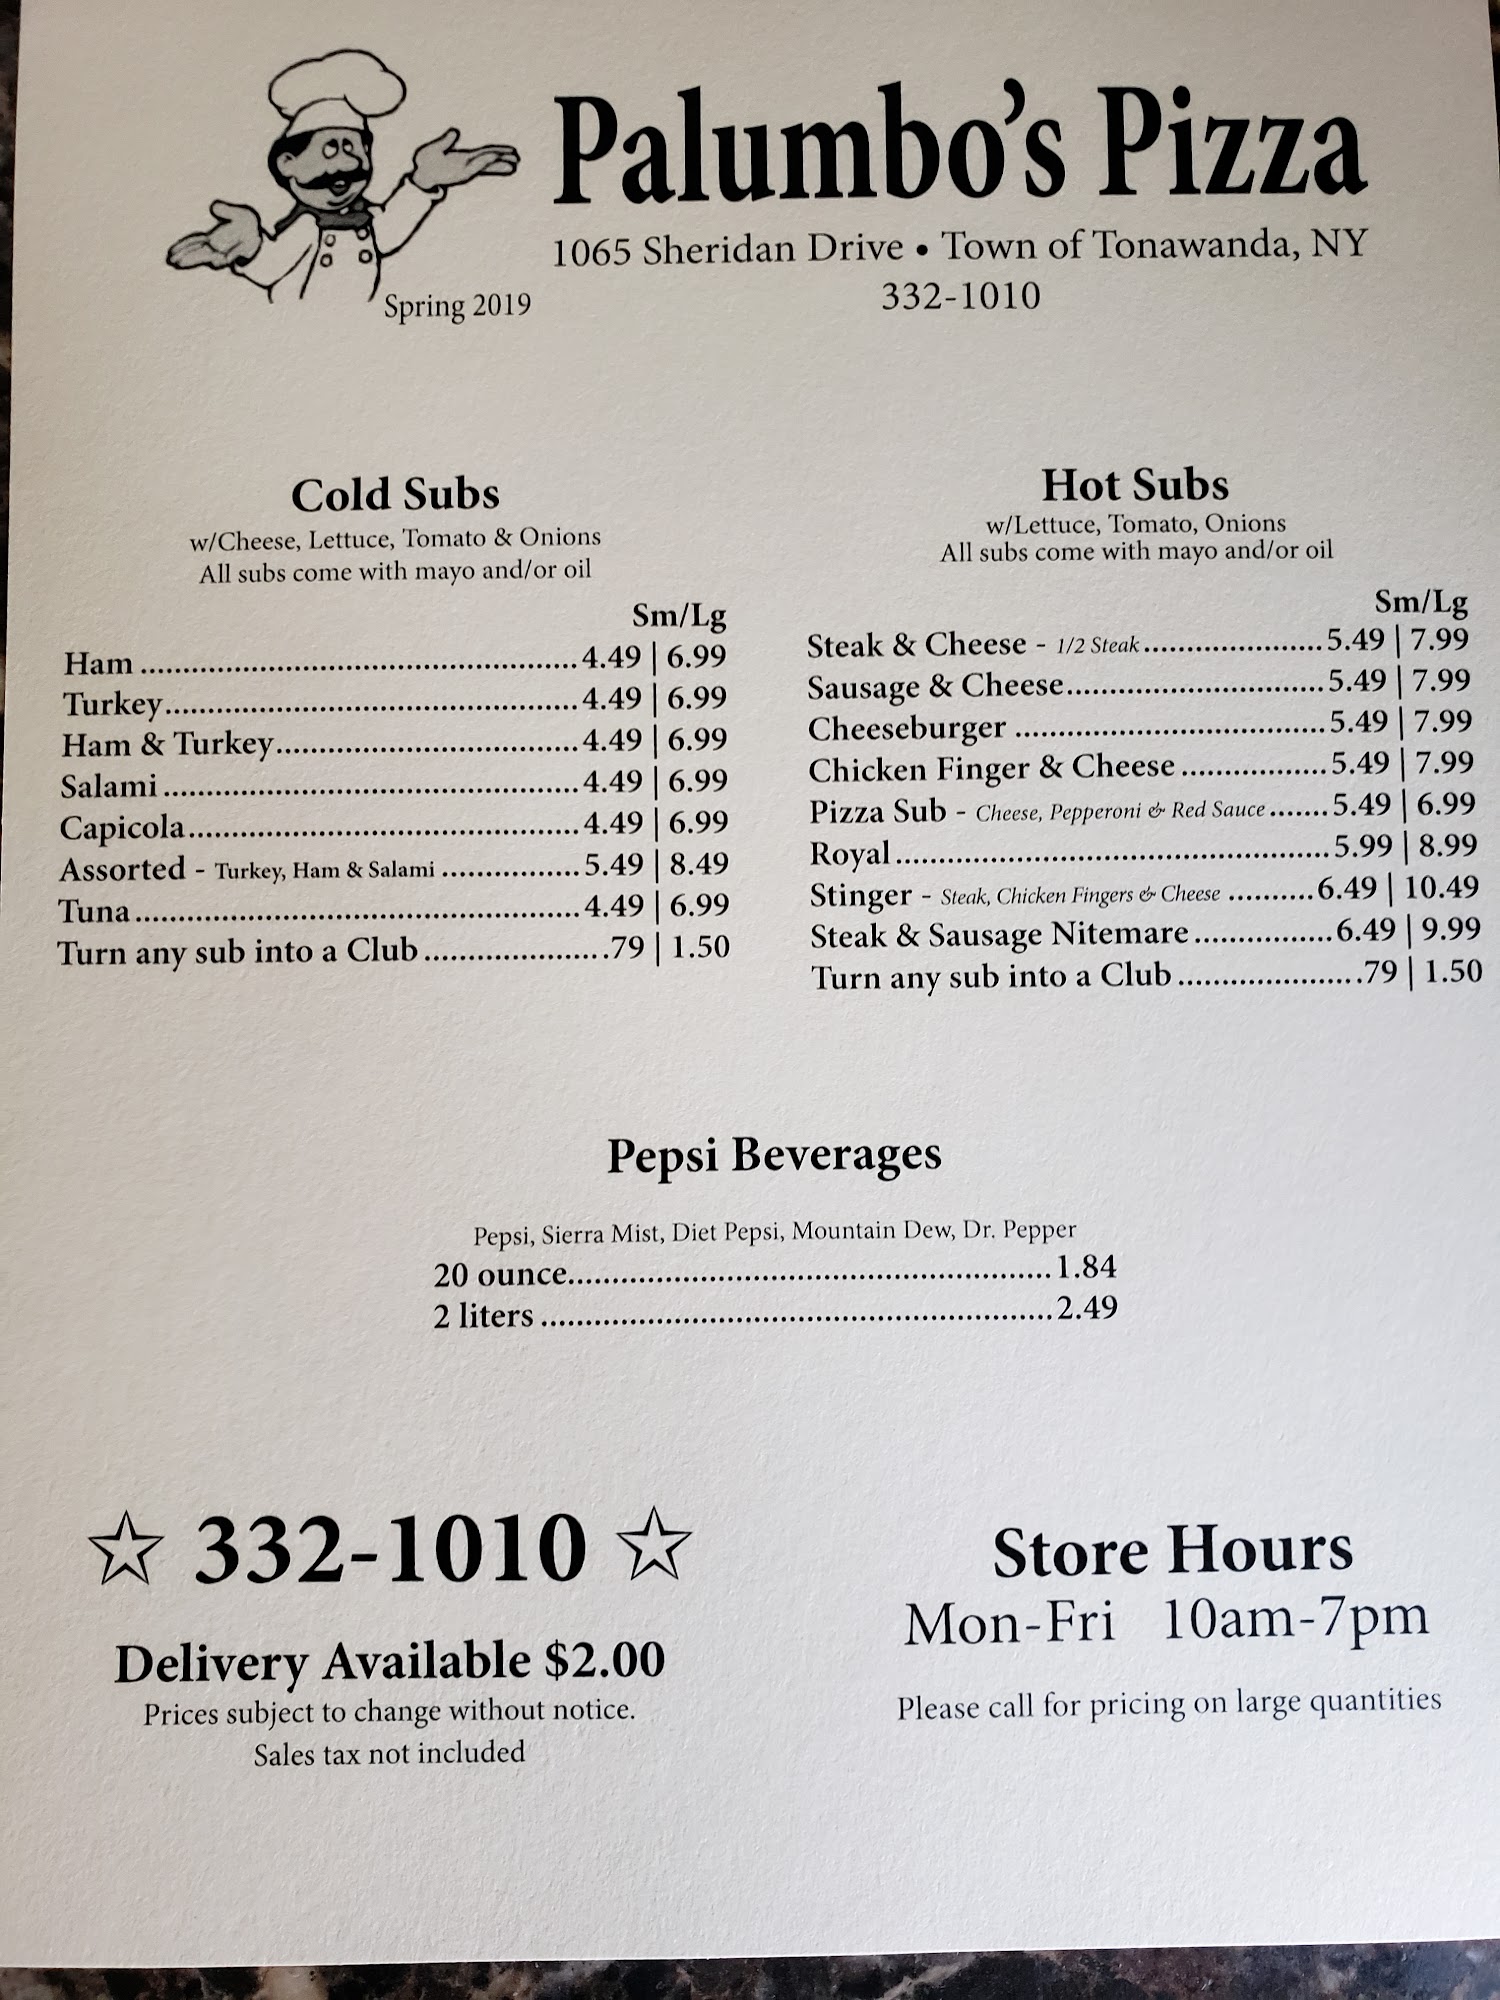 Palumbo's Pizza
1065 Sheridan Drive • Town of Tonawanda, NY
332-1010
Spring 2019
Cold Subs
w/Cheese, Lettuce, Tomato & Onions
All subs come with mayo and/or oil
Sm/Lg
Ham ..........4.49 | 6.99
Turkey..........4.49 | 6.99
Ham & Turkey..........4.49 | 6.99
Salami ..........4.49 | 6.99
Capicola..........4.49 | 6.99
Assorted - Turkey, Ham & Salami ..........5.49 | 8.49
Tuna..........4.49 | 6.99
Turn any sub into a Club...........79 | 1.50
Hot Subs
w/Lettuce, Tomato, Onions
All subs come with mayo and/or oil
Sm/Lg
Steak & Cheese - 1/2 Steak..........5.49 | 7.99
Sausage & Cheese..........5.49 | 7.99
Cheeseburger ..........5.49 | 7.99
Chicken Finger & Cheese..........5.49 | 7.99
Pizza Sub - Cheese, Pepperoni & Red Sauce.......5.49 | 6.99
Royal..........5.99 | 8.99
Stinger - Steak, Chicken Fingers & Cheese ..........6.49 | 10.49
Steak & Sausage Nitemare..........6.49 | 9.99
Turn any sub into a Club...........79 | 1.50
Pepsi Beverages
Pepsi, Sierra Mist, Diet Pepsi, Mountain Dew, Dr. Pepper
20 ounce..........1.84
2 liters ..........2.49
☆ 332-1010 ☆
Delivery Available $2.00
Prices subject to change without notice.
Sales tax not included
Store Hours
Mon-Fri 10am-7pm
Please call for pricing on large quantities